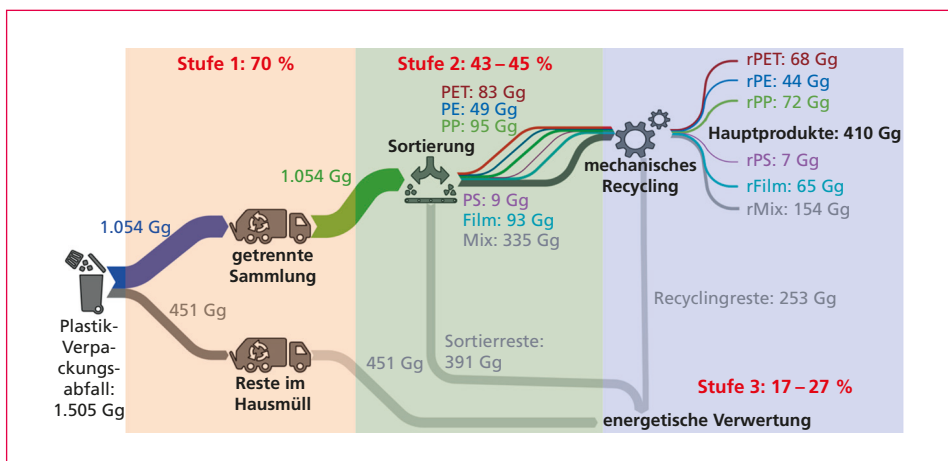 Stufe 1: 70 %
Stufe 2: 43 – 45 %
PET: 83 Gg
PE: 49 Gg
PP: 95 Gg
Sortierung
rPET: 68 Gg
rPE: 44 Gg
rPP: 72 Gg
Hauptprodukte: 410 Gg
mechanisches
Recycling
rPS: 7 Gg
rFilm: 65 Gg
rMix: 154 Gg
1.054 Gg
PS: 9 Gg
Film: 93 Gg
Mix: 335 Gg
1.054 Gg
getrennte
Sammlung
Recyclingreste: 253 Gg
451 Gg
Plastik-
Verpa-
ckungs-
abfall:
1.505 Gg
Reste im
Hausmüll
451 Gg
Sortierreste:
391 Gg
Stufe 3: 17 – 27 %
energetische Verwertung